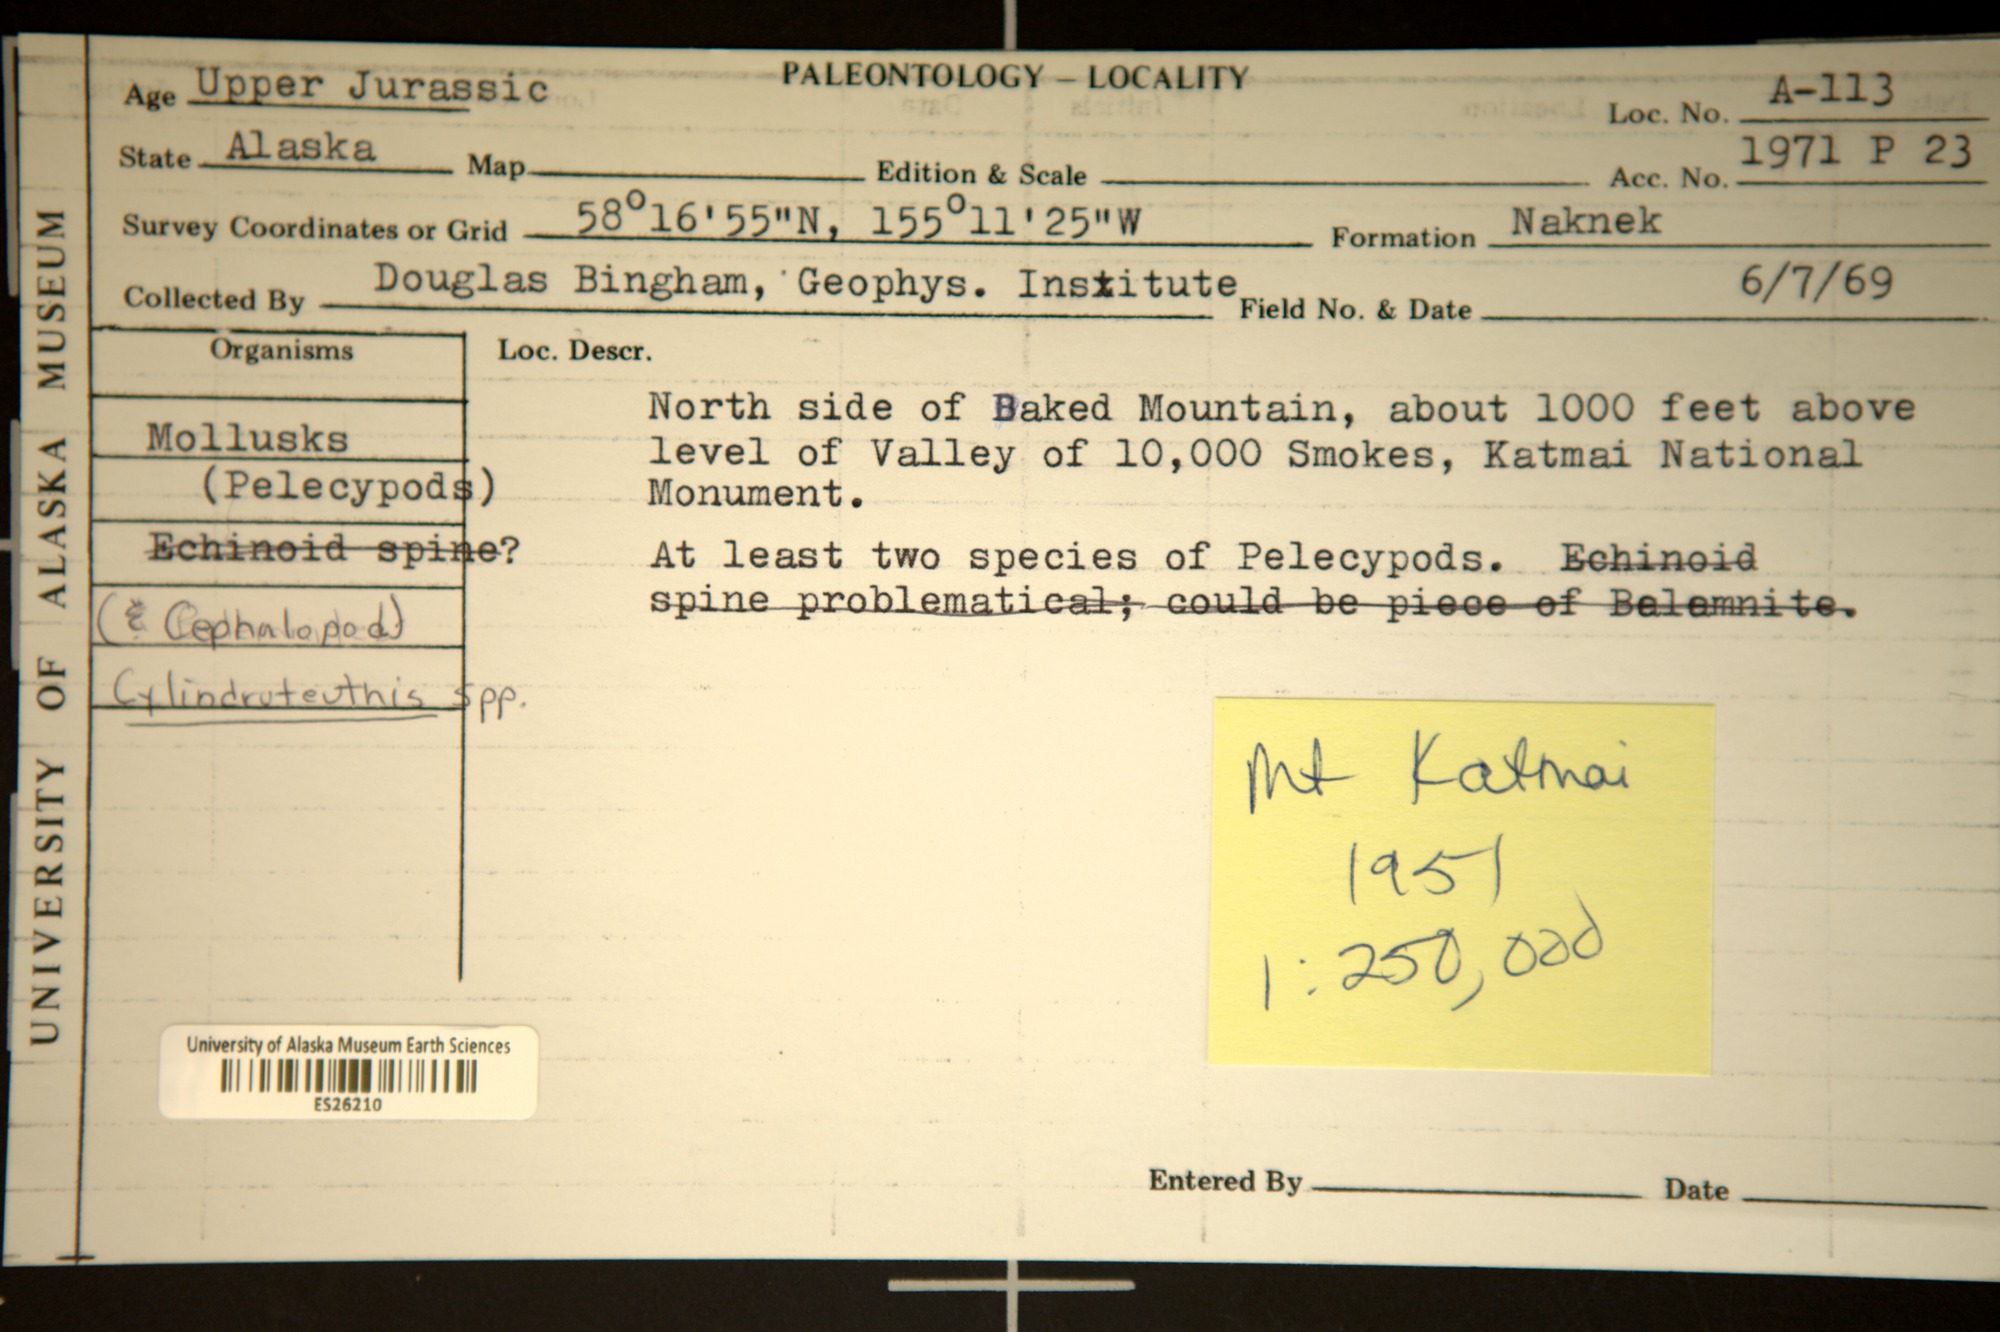 PALEONTOLOGY – LOCALITY
Age Upper Jurassic
Loc. No. A-113
State Alaska Map Edition & Scale Acc. No. 1971 P 23
Survey Coordinates or Grid 58°16'55"N, 155°11'25"W Formation Naknek
Collected By Douglas Bingham, Geophys. Institute Field No. & Date 6/7/69
Organisms
Mollusks
(Pelecypods)
Echinoid spine?
(& Cephalopod)
Cylindroteuthis spp.
Loc. Descr.
North side of Baked Mountain, about 1000 feet above
level of Valley of 10,000 Smokes, Katmai National
Monument.
At least two species of Pelecypods. Echinoid
spine problematical; could be piece of Belemnite.
Mt Katmai
1951
1:250,000
University of Alaska Museum Earth Sciences
ES26210
Entered By Date
UNIVERSITY OF ALASKA MUSEUM